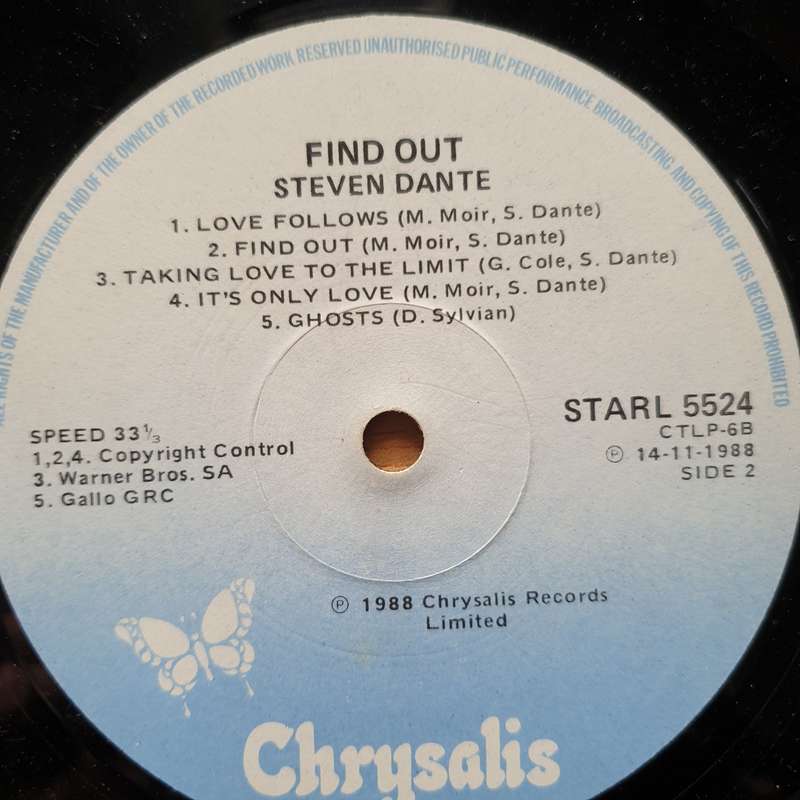 ALL RIGHTS OF THE MANUFACTURER AND OF THE OWNER OF THE RECORDED WORK RESERVED UNAUTHORISED PUBLIC PERFORMANCE BROADCASTING AND COPYING OF THIS RECORD PROHIBITED
FIND OUT
STEVEN DANTE
1. LOVE FOLLOWS (M. Moir, S. Dante)
2. FIND OUT (M. Moir, S. Dante)
3. TAKING LOVE TO THE LIMIT (G. Cole, S. Dante)
4. IT'S ONLY LOVE (M. Moir, S. Dante)
5. GHOSTS (D. Sylvian)
SPEED 33⅓
1,2,4. Copyright Control
3. Warner Bros. SA
5. Gallo GRC
STARL 5524
CTLP-6B
℗ 14-11-1988
SIDE 2
℗ 1988 Chrysalis Records
Limited
Chrysalis